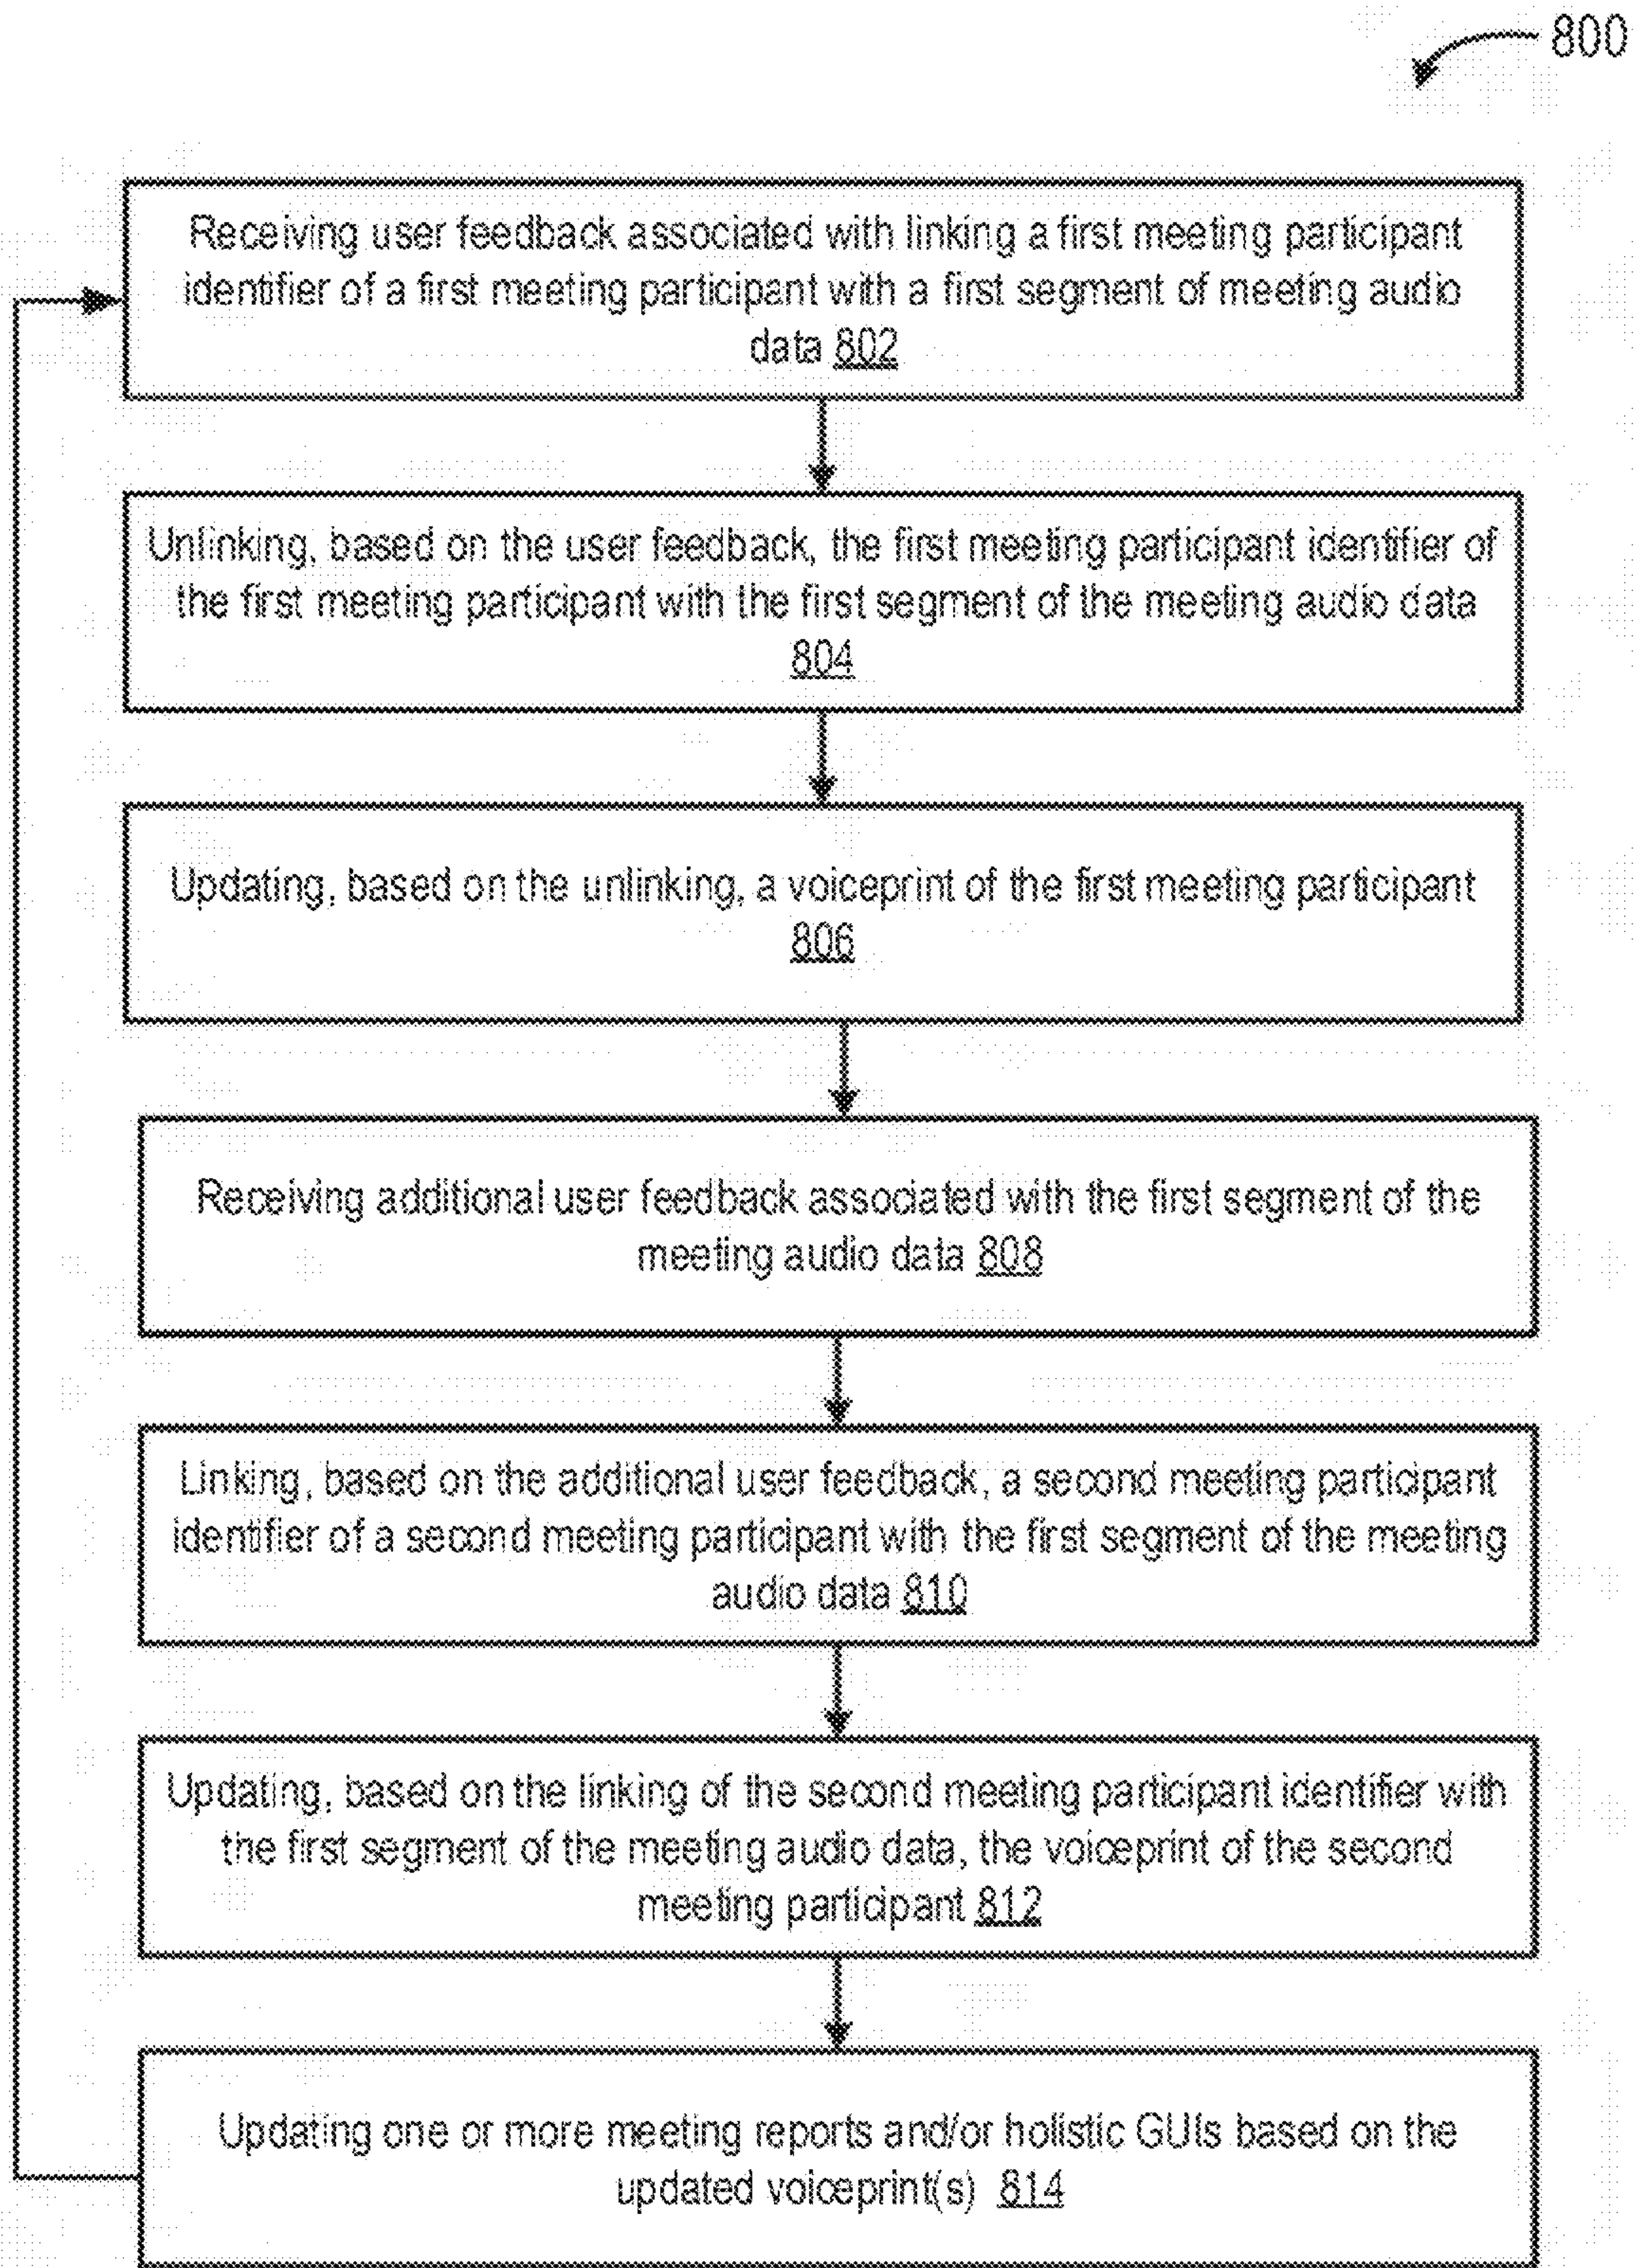 800
Receiving user feedback associated with linking a first meeting participant
identifier of a first meeting participant with a first segment of meeting audio
data 802
Unlinking, based on the user feedback, the first meeting participant identifier of
the first meeting participant with the first segment of the meeting audio data
804
Updating, based on the unlinking, a voiceprint of the first meeting participant
806
Receiving additional user feedback associated with the first segment of the
meeting audio data 808
Linking, based on the additional user feedback, a second meeting participant
identifier of a second meeting participant with the first segment of the meeting
audio data 810
Updating, based on the linking of the second meeting participant identifier with
the first segment of the meeting audio data, the voiceprint of the second
meeting participant 812
Updating one or more meeting reports and/or holistic GUIs based on the
updated voiceprint(s) 814